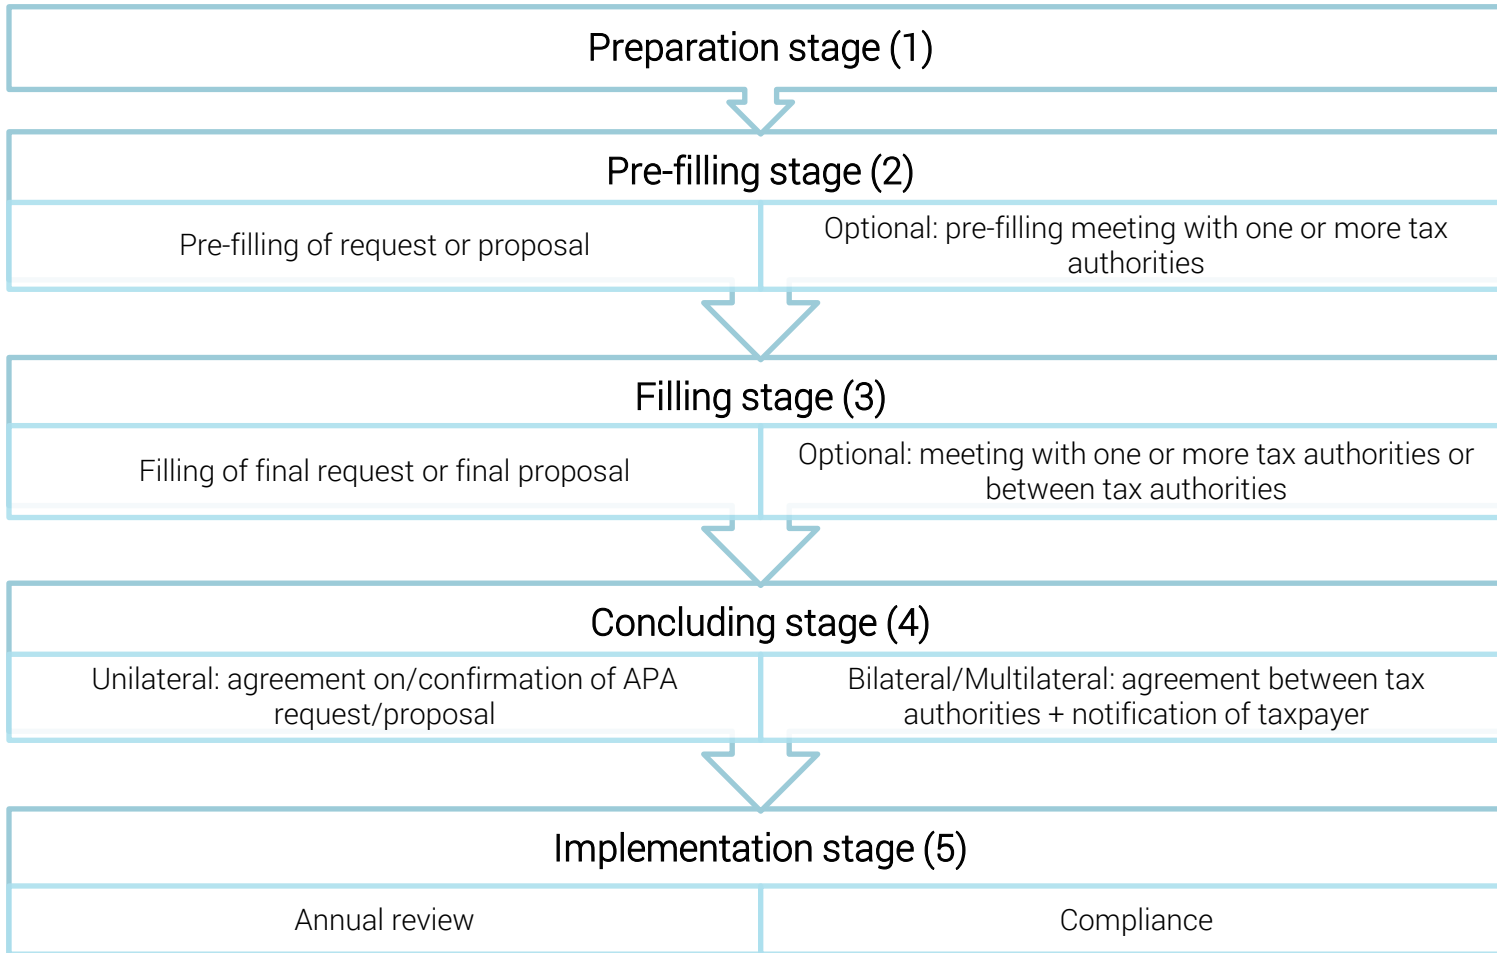 Preparation stage (1)
Pre-filling stage (2)
Pre-filling of request or proposal
Optional: pre-filling meeting with one or more tax
authorities
Filling stage (3)
Filling of final request or final proposal
Optional: meeting with one or more tax authorities or
between tax authorities
Concluding stage (4)
Unilateral: agreement on/confirmation of APA
request/proposal
Bilateral/Multilateral: agreement between tax
authorities + notification of taxpayer
Implementation stage (5)
Annual review
Compliance